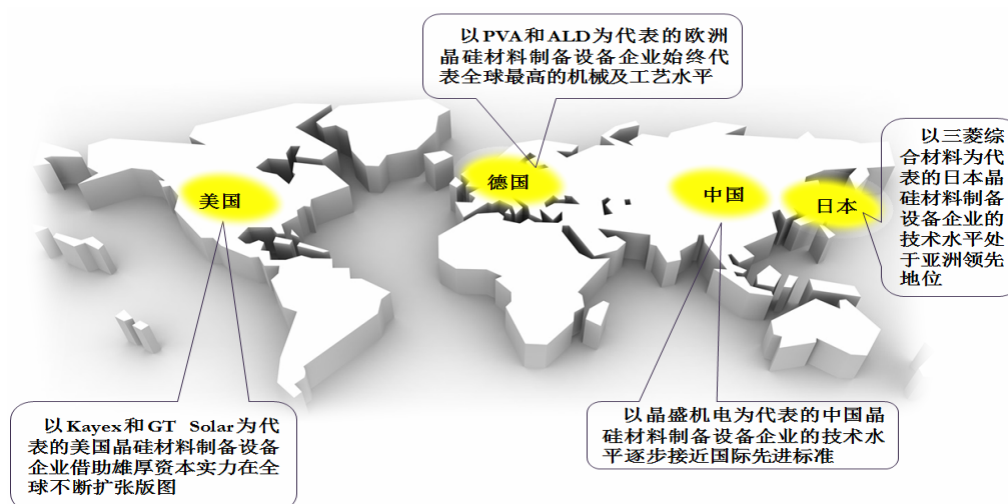 以PVA和ALD为代表的欧洲
晶硅材料制备设备企业始终代
表全球最高的机械及工艺水平
以三菱综
合材料为代
表的日本晶
硅材料制备
设备企业的
技术水平处
于亚洲领先
地位
美国
德国
中国
日本
以Kayex和GT Solar为代
表的美国晶硅材料制备设备
企业借助雄厚资本实力在全
球不断扩张版图
以晶盛机电为代表的中国晶
硅材料制备设备企业的技术水
平逐步接近国际先进标准